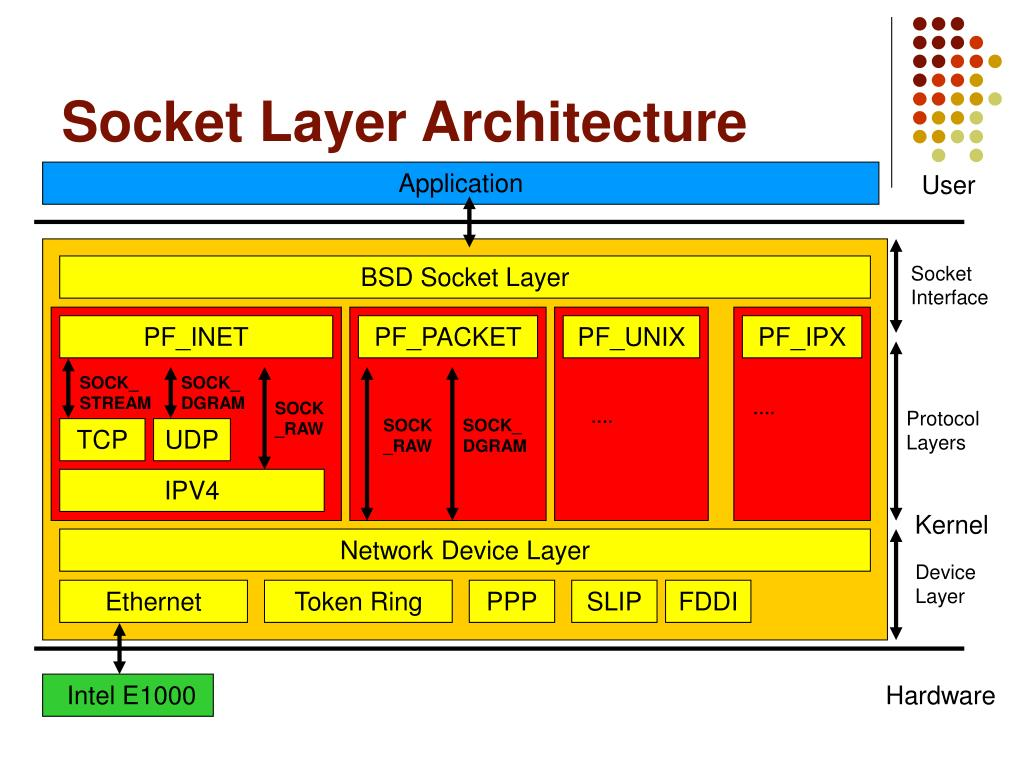 Socket Layer Architecture
Application
User
BSD Socket Layer
Socket
Interface
PF_INET
PF_PACKET
PF_UNIX
PF_IPX
SOCK_
STREAM
SOCK_
DGRAM
SOCK
_RAW
SOCK
_RAW
SOCK_
DGRAM
....
....
Protocol
Layers
TCP
UDP
IPV4
Kernel
Network Device Layer
Device
Layer
Ethernet
Token Ring
PPP
SLIP
FDDI
Intel E1000
Hardware